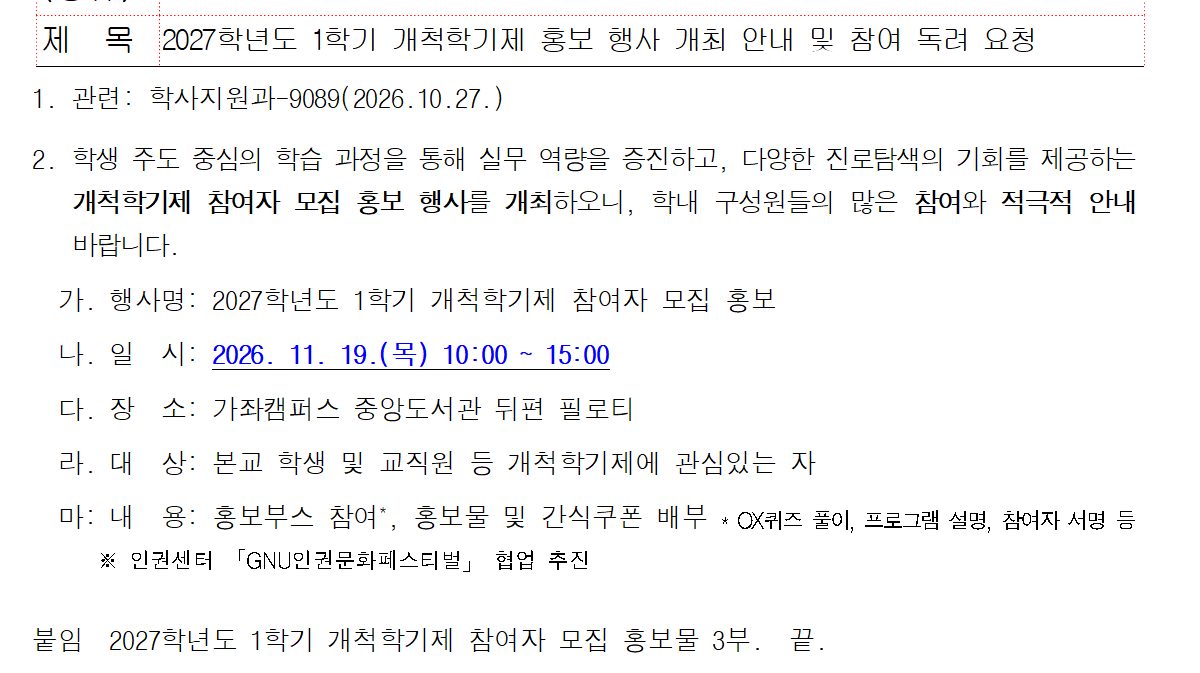 제 목 2027학년도 1학기 개척학기제 홍보 행사 개최 안내 및 참여 독려 요청
1. 관련: 학사지원과-9089(2026.10.27.)
2. 학생 주도 중심의 학습 과정을 통해 실무 역량을 증진하고, 다양한 진로탐색의 기회를 제공하는
개척학기제 참여자 모집 홍보 행사를 개최하오니, 학내 구성원들의 많은 참여와 적극적 안내
바랍니다.
가. 행사명: 2027학년도 1학기 개척학기제 참여자 모집 홍보
나. 일 시: 2026. 11. 19.(목) 10:00 ~ 15:00
다. 장 소: 가좌캠퍼스 중앙도서관 뒤편 필로티
라. 대 상: 본교 학생 및 교직원 등 개척학기제에 관심있는 자
마: 내 용: 홍보부스 참여*, 홍보물 및 간식쿠폰 배부 * OX퀴즈 풀이, 프로그램 설명, 참여자 서명 등
※ 인권센터 「GNU인권문화페스티벌」 협업 추진
붙임 2027학년도 1학기 개척학기제 참여자 모집 홍보물 3부. 끝.